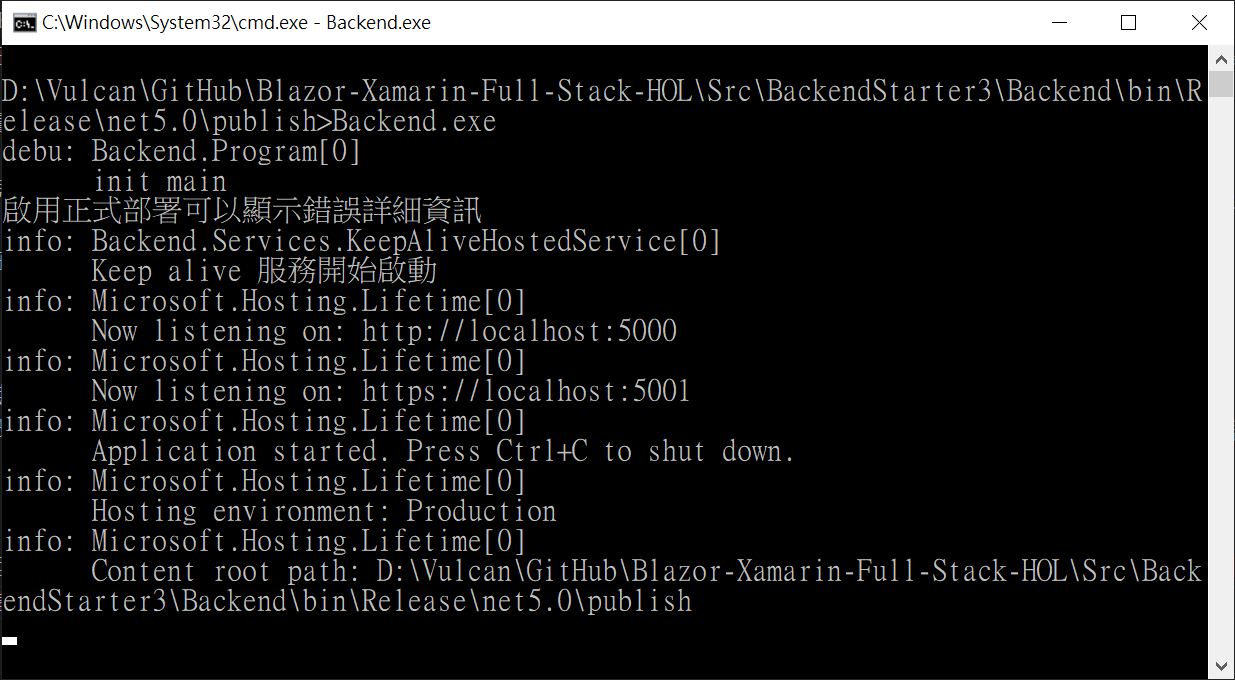 C:\Windows\System32\cmd.exe - Backend.exe
D:\Vulcan\GitHub\Blazor-Xamarin-Full-Stack-HOL\Src\BackendStarter3\Backend\bin\R
elease\net5.0\publish>Backend.exe
debu: Backend.Program[0]
      init main
啟用正式部署可以顯示錯誤詳細資訊
info: Backend.Services.KeepAliveHostedService[0]
      Keep alive 服務開始啟動
info: Microsoft.Hosting.Lifetime[0]
      Now listening on: http://localhost:5000
info: Microsoft.Hosting.Lifetime[0]
      Now listening on: https://localhost:5001
info: Microsoft.Hosting.Lifetime[0]
      Application started. Press Ctrl+C to shut down.
info: Microsoft.Hosting.Lifetime[0]
      Hosting environment: Production
info: Microsoft.Hosting.Lifetime[0]
      Content root path: D:\Vulcan\GitHub\Blazor-Xamarin-Full-Stack-HOL\Src\Back
endStarter3\Backend\bin\Release\net5.0\publish